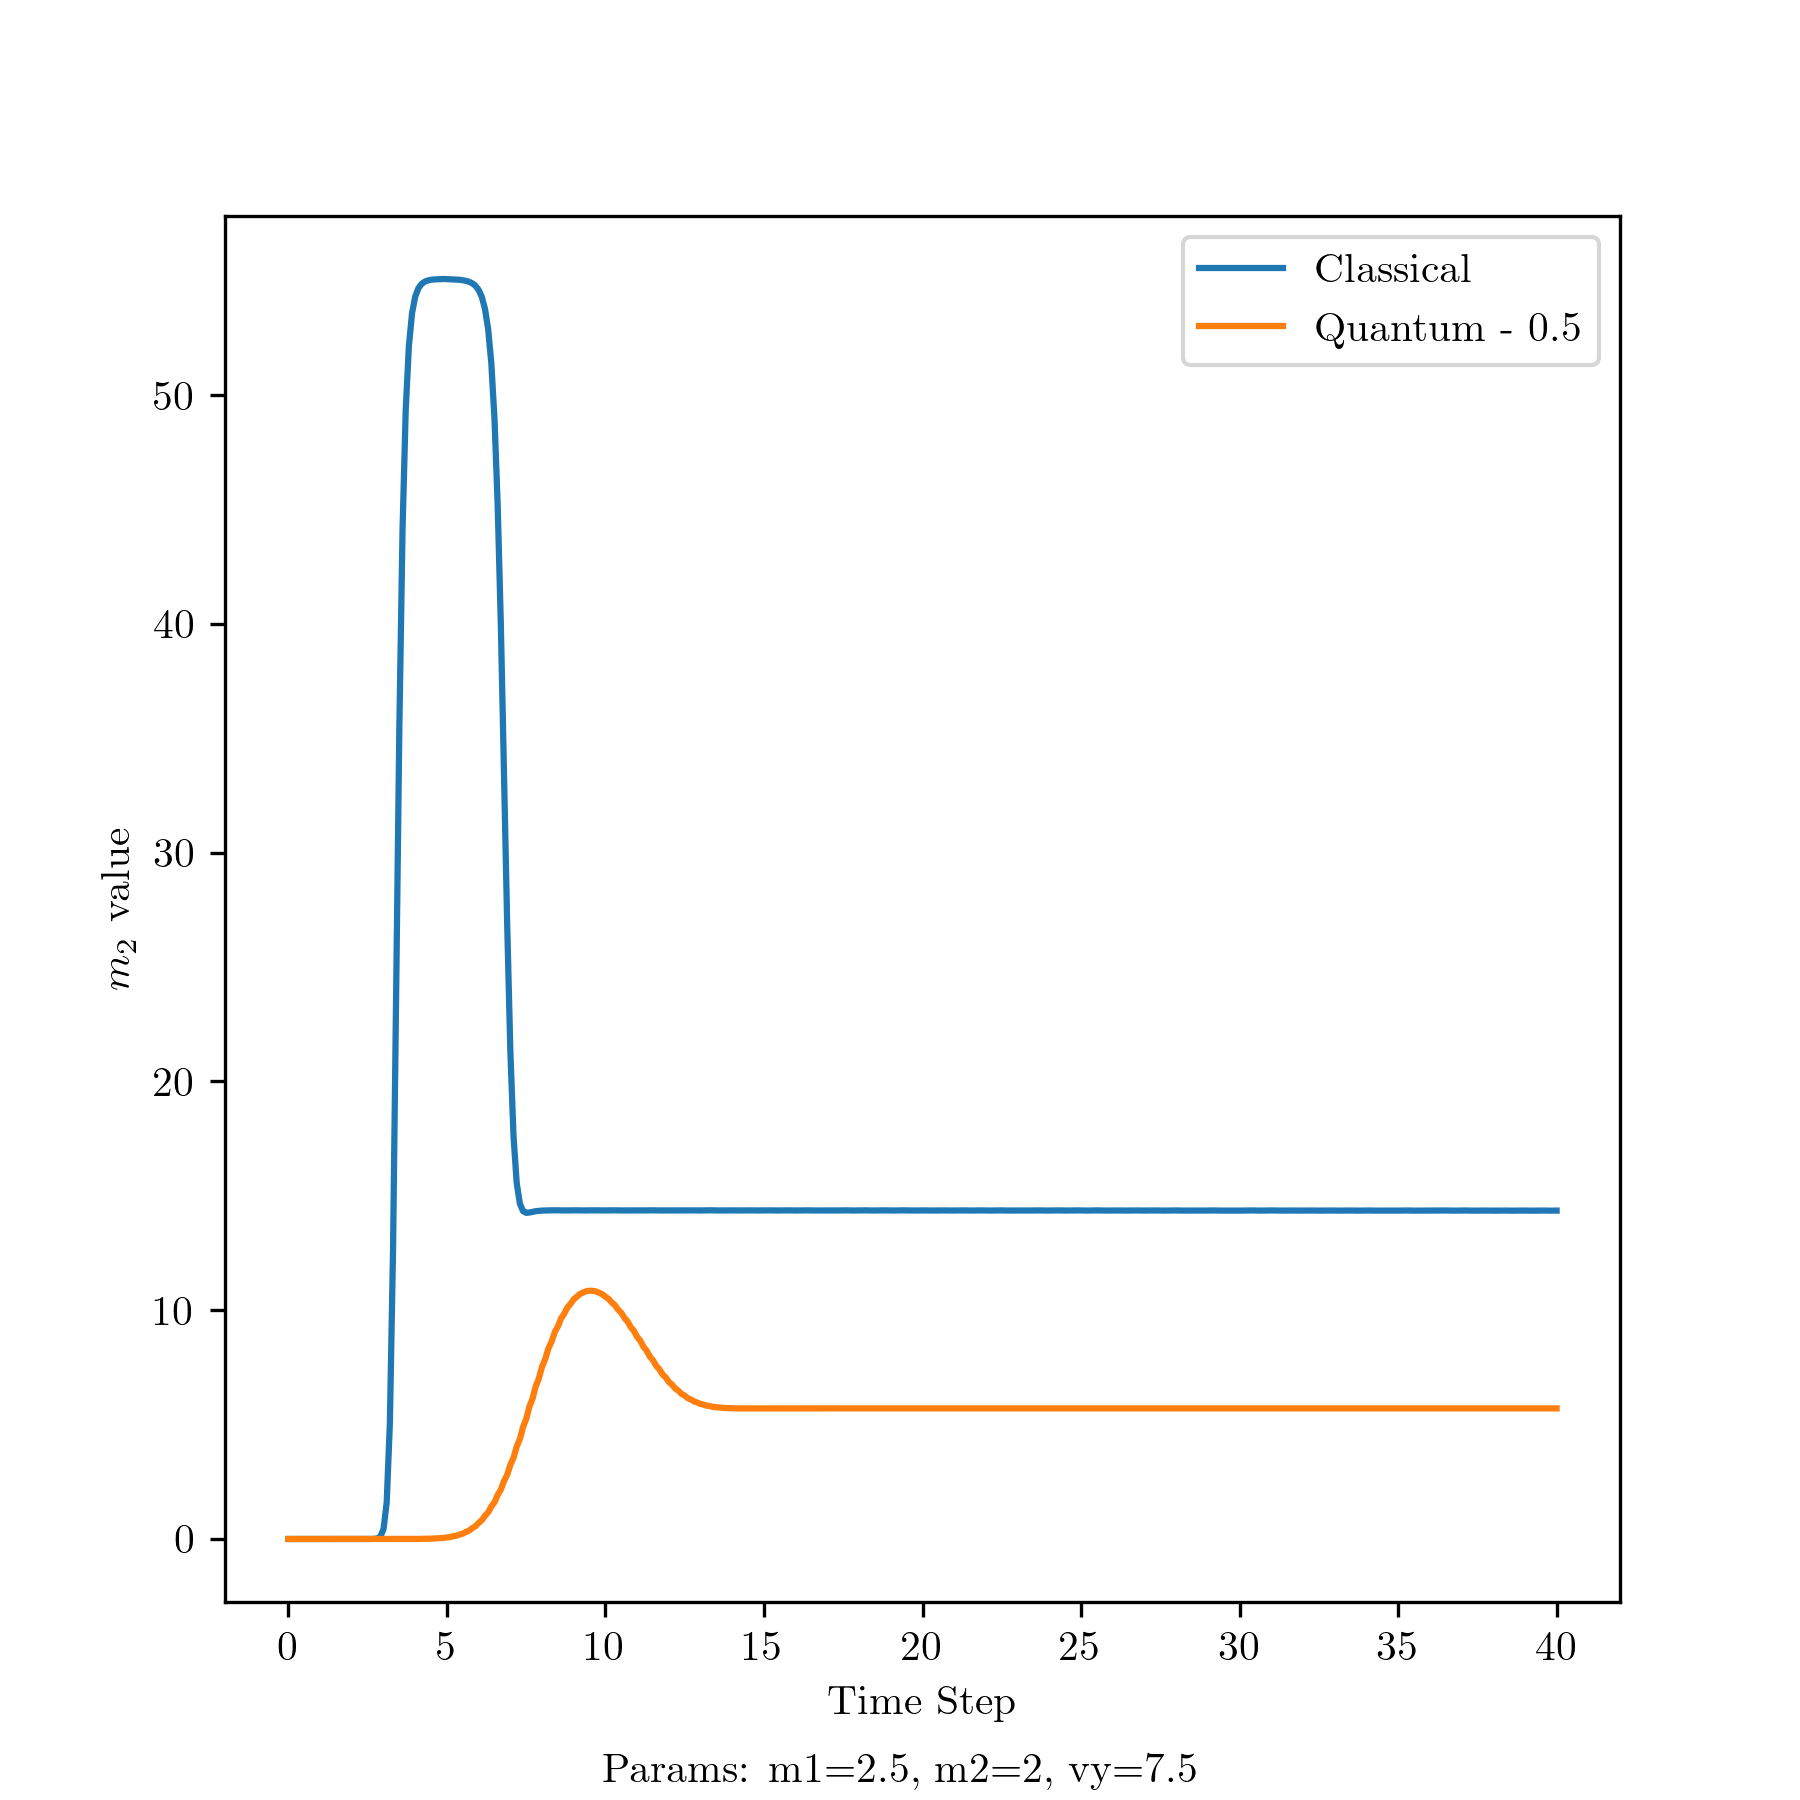 Classical
Quantum - 0.5
50
40
30
20
10
0
m₂ value
0 5 10 15 20 25 30 35 40
Time Step
Params: m1=2.5, m2=2, vy=7.5